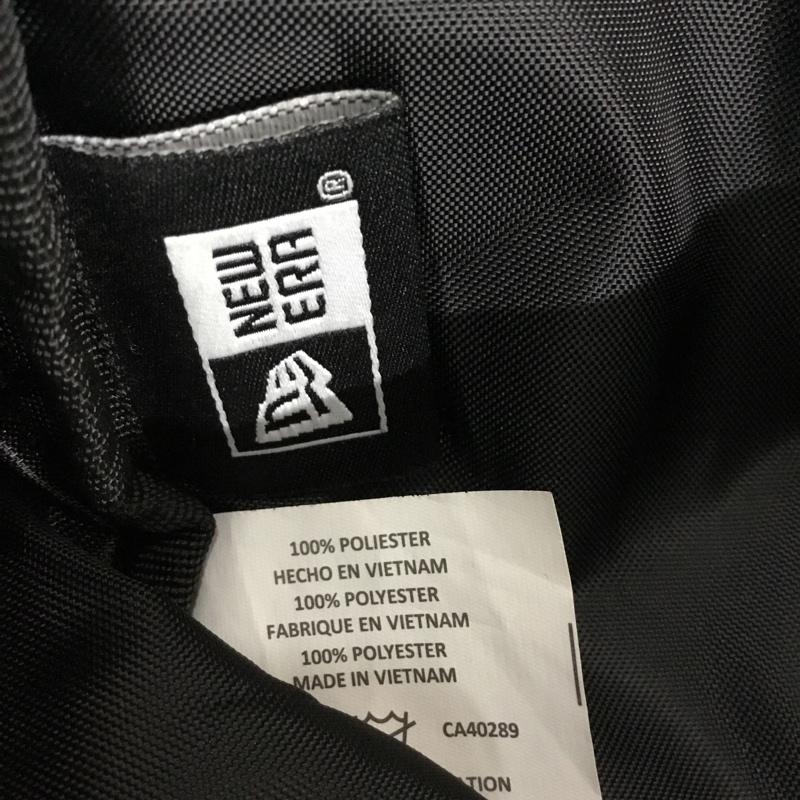 ®
NEW
ERA
100% POLIESTER
HECHO EN VIETNAM
100% POLYESTER
FABRIQUE EN VIETNAM
100% POLYESTER
MADE IN VIETNAM
CA40289